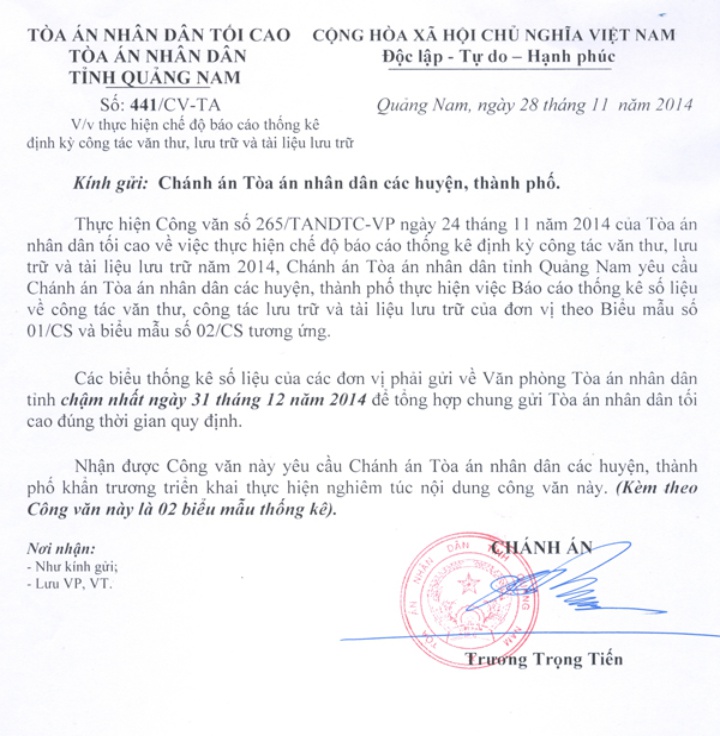 TÒA ÁN NHÂN DÂN TỐI CAO
TÒA ÁN NHÂN DÂN
TỈNH QUẢNG NAM
Số: 441/CV-TA
V/v thực hiện chế độ báo cáo thống kê
định kỳ công tác văn thư, lưu trữ và tài liệu lưu trữ
CỘNG HÒA XÃ HỘI CHỦ NGHĨA VIỆT NAM
Độc lập - Tự do – Hạnh phúc
Quảng Nam, ngày 28 tháng 11 năm 2014
Kính gửi: Chánh án Tòa án nhân dân các huyện, thành phố.
Thực hiện Công văn số 265/TANDTC-VP ngày 24 tháng 11 năm 2014 của Tòa án
nhân dân tối cao về việc thực hiện chế độ báo cáo thống kê định kỳ công tác văn thư, lưu
trữ và tài liệu lưu trữ năm 2014, Chánh án Tòa án nhân dân tỉnh Quảng Nam yêu cầu
Chánh án Tòa án nhân dân các huyện, thành phố thực hiện việc Báo cáo thống kê số liệu
về công tác văn thư, công tác lưu trữ và tài liệu lưu trữ của đơn vị theo Biểu mẫu số
01/CS và biểu mẫu số 02/CS tương ứng.
Các biểu thống kê số liệu của các đơn vị phải gửi về Văn phòng Tòa án nhân dân
tỉnh chậm nhất ngày 31 tháng 12 năm 2014 để tổng hợp chung gửi Tòa án nhân dân tối
cao đúng thời gian quy định.
Nhận được Công văn này yêu cầu Chánh án Tòa án nhân dân các huyện, thành
phố khẩn trương triển khai thực hiện nghiêm túc nội dung công văn này. (Kèm theo
Công văn này là 02 biểu mẫu thống kê).
Nơi nhận:
- Như kính gửi;
- Lưu VP, VT.
CHÁNH ÁN
TÒA ÁN NHÂN DÂN TỈNH QUẢNG NAM
Trương Trọng Tiến